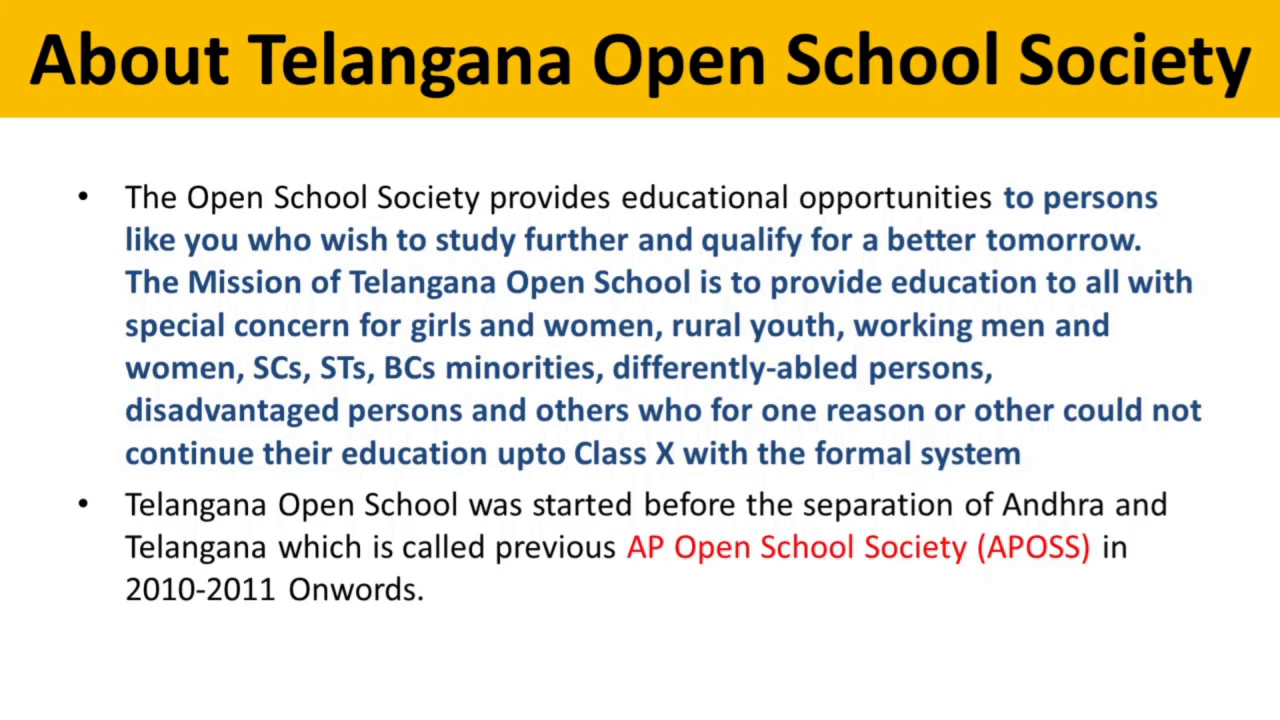 About Telangana Open School Society
• The Open School Society provides educational opportunities to persons
like you who wish to study further and qualify for a better tomorrow.
The Mission of Telangana Open School is to provide education to all with
special concern for girls and women, rural youth, working men and
women, SCs, STs, BCs minorities, differently-abled persons,
disadvantaged persons and others who for one reason or other could not
continue their education upto Class X with the formal system
• Telangana Open School was started before the separation of Andhra and
Telangana which is called previous AP Open School Society (APOSS) in
2010-2011 Onwords.